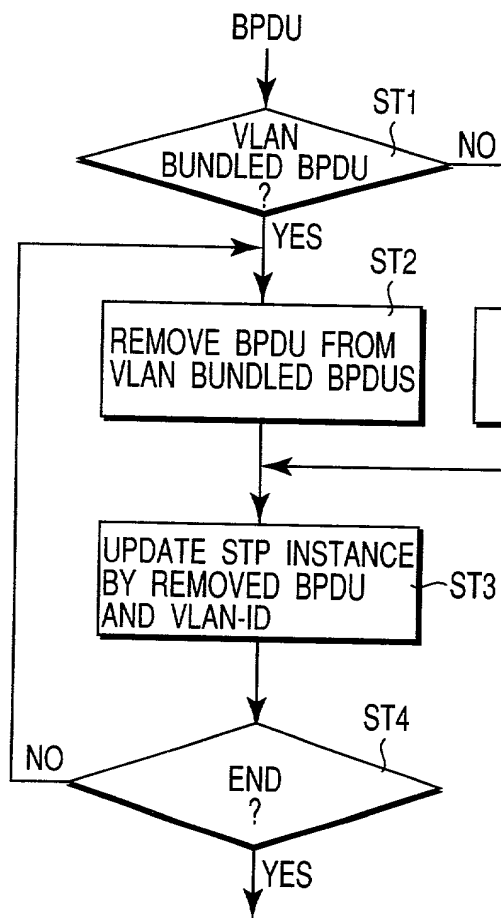 BPDU
ST1
VLAN
BUNDLED BPDU
?
NO
YES
ST2
REMOVE BPDU FROM
VLAN BUNDLED BPDUS
UPDATE STP INSTANCE
BY REMOVED BPDU
AND VLAN-ID
ST3
ST4
NO
END
?
YES